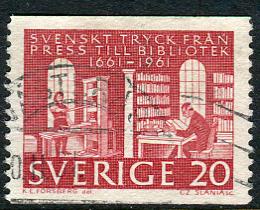 SVENSKT TRYCK FRÅN
PRESS TILL BIBLIOTEK
1661-1961
SVERIGE 20
K.L. FORSBERG del. CZ. SLANIA SC.